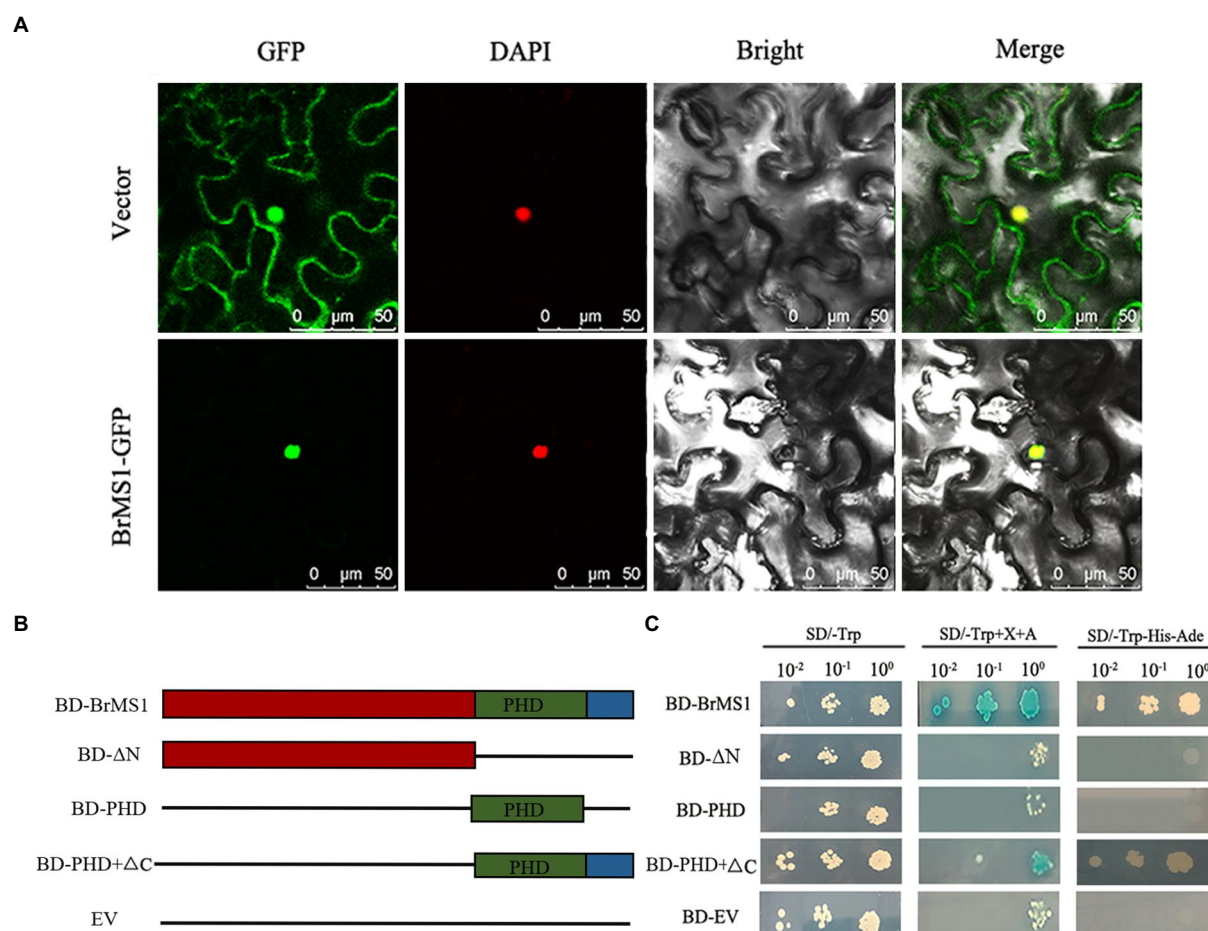 A
GFP DAPI Bright Merge
Vector
0 µm 50 0 µm 50 0 µm 50 0 µm 50
BrMS1-GFP
0 µm 50 0 µm 50 0 µm 50 0 µm 50
B
BD-BrMS1 PHD
BD-ΔN
BD-PHD PHD
BD-PHD+ΔC PHD
EV
C
SD/-Trp SD/-Trp+X+A SD/-Trp-His-Ade
10-2 10-1 100 10-2 10-1 100 10-2 10-1 100
BD-BrMS1
BD-ΔN
BD-PHD
BD-PHD+ΔC
BD-EV